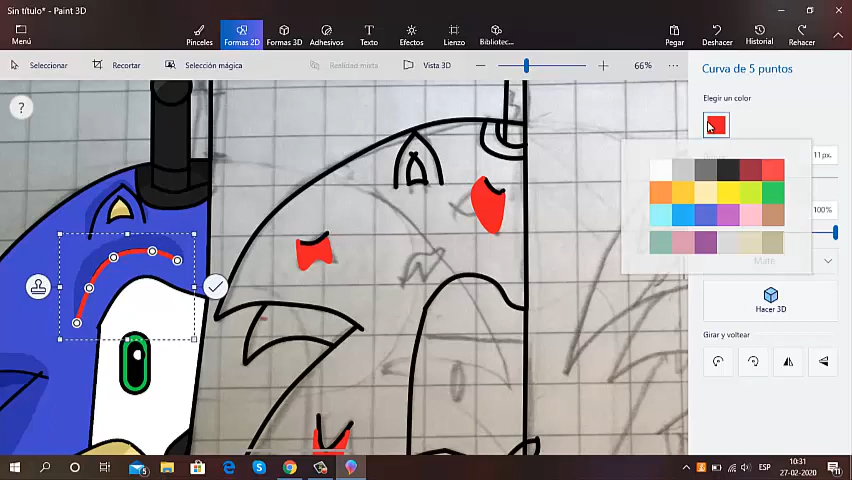 Sin título* - Paint 3D
Menú
Pinceles
Formas 2D
Formas 3D
Adhesivos
Texto
Efectos
Lienzo
Bibliotec...
Pegar
Deshacer
Historial
Rehacer
Seleccionar
Recortar
Selección mágica
Realidad mixta
Vista 3D
66%
Curva de 5 puntos
Elegir un color
11px.
100%
Mate
Hacer 3D
Girar y voltear
ESP
10:31
27-02-2020
5
11